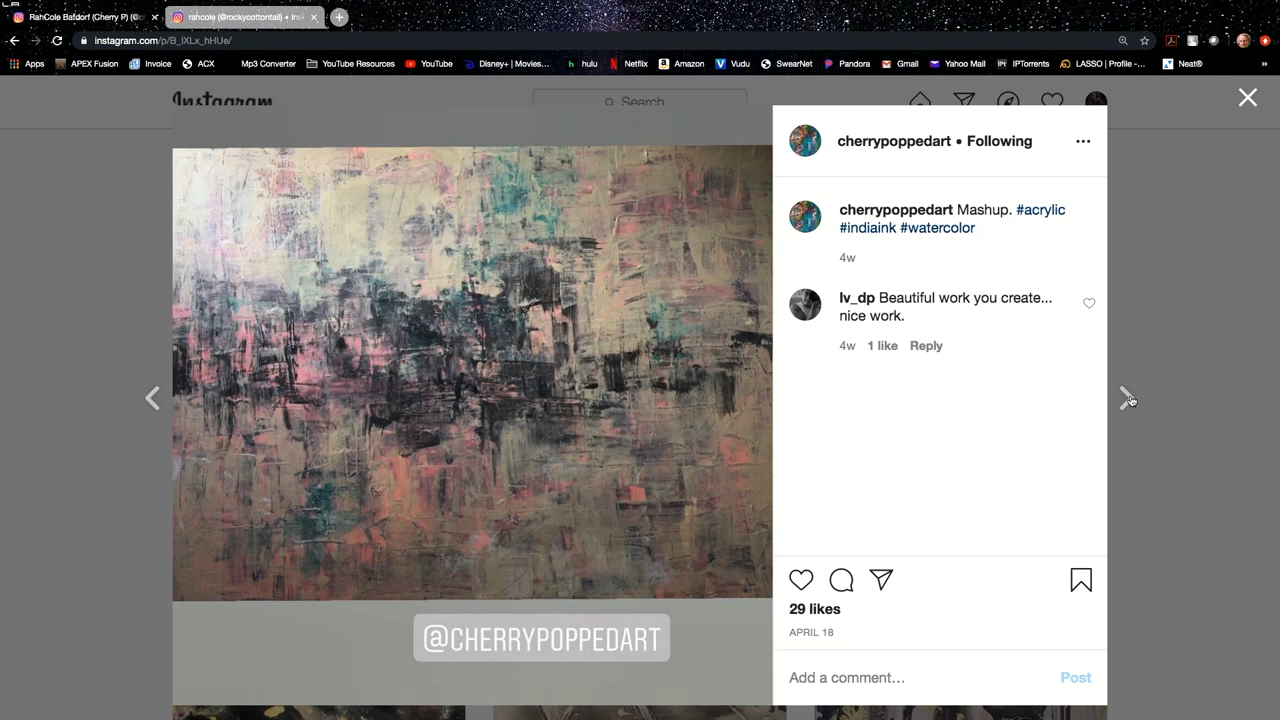 RahCole Batdorf (Cherry P) (@c
rahcole (@rockycottontail) • Ins
instagram.com/p/B_IXLx_hHUe/
Apps APEX Fusion Invoice ACX Mp3 Converter YouTube Resources YouTube Disney+ | Movies... hulu Netflix Amazon Vudu SwearNet Pandora Gmail Yahoo Mail IPTorrents LASSO | Profile -... Neat® »
Instagram
Search
cherrypoppedart • Following
cherrypoppedart Mashup. #acrylic
#indiaink #watercolor
4w
lv_dp Beautiful work you create...
nice work.
4w 1 like Reply
@CHERRYPOPPEDART
29 likes
APRIL 18
Add a comment... Post